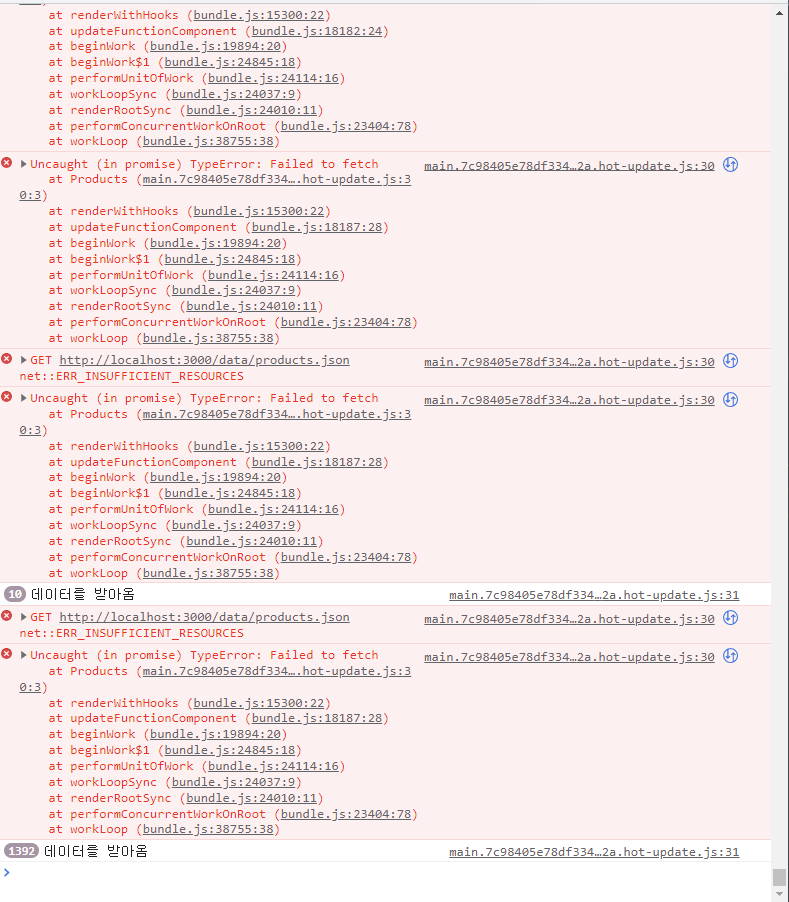 at renderWithHooks (bundle.js:15300:22)
at updateFunctionComponent (bundle.js:18182:24)
at beginWork (bundle.js:19894:20)
at beginWork$1 (bundle.js:24845:18)
at performUnitOfWork (bundle.js:24114:16)
at workLoopSync (bundle.js:24037:9)
at renderRootSync (bundle.js:24010:11)
at performConcurrentWorkOnRoot (bundle.js:23404:78)
at workLoop (bundle.js:38755:38)
Uncaught (in promise) TypeError: Failed to fetch main.7c98405e78df334…2a.hot-update.js:30
at Products (main.7c98405e78df334….hot-update.js:3
0:3)
at renderWithHooks (bundle.js:15300:22)
at updateFunctionComponent (bundle.js:18187:28)
at beginWork (bundle.js:19894:20)
at beginWork$1 (bundle.js:24845:18)
at performUnitOfWork (bundle.js:24114:16)
at workLoopSync (bundle.js:24037:9)
at renderRootSync (bundle.js:24010:11)
at performConcurrentWorkOnRoot (bundle.js:23404:78)
at workLoop (bundle.js:38755:38)
GET http://localhost:3000/data/products.json main.7c98405e78df334…2a.hot-update.js:30
net::ERR_INSUFFICIENT_RESOURCES
Uncaught (in promise) TypeError: Failed to fetch main.7c98405e78df334…2a.hot-update.js:30
at Products (main.7c98405e78df334….hot-update.js:3
0:3)
at renderWithHooks (bundle.js:15300:22)
at updateFunctionComponent (bundle.js:18187:28)
at beginWork (bundle.js:19894:20)
at beginWork$1 (bundle.js:24845:18)
at performUnitOfWork (bundle.js:24114:16)
at workLoopSync (bundle.js:24037:9)
at renderRootSync (bundle.js:24010:11)
at performConcurrentWorkOnRoot (bundle.js:23404:78)
at workLoop (bundle.js:38755:38)
10 데이터를 받아옴 main.7c98405e78df334…2a.hot-update.js:31
GET http://localhost:3000/data/products.json main.7c98405e78df334…2a.hot-update.js:30
net::ERR_INSUFFICIENT_RESOURCES
Uncaught (in promise) TypeError: Failed to fetch main.7c98405e78df334…2a.hot-update.js:30
at Products (main.7c98405e78df334….hot-update.js:3
0:3)
at renderWithHooks (bundle.js:15300:22)
at updateFunctionComponent (bundle.js:18187:28)
at beginWork (bundle.js:19894:20)
at beginWork$1 (bundle.js:24845:18)
at performUnitOfWork (bundle.js:24114:16)
at workLoopSync (bundle.js:24037:9)
at renderRootSync (bundle.js:24010:11)
at performConcurrentWorkOnRoot (bundle.js:23404:78)
at workLoop (bundle.js:38755:38)
1392 데이터를 받아옴 main.7c98405e78df334…2a.hot-update.js:31